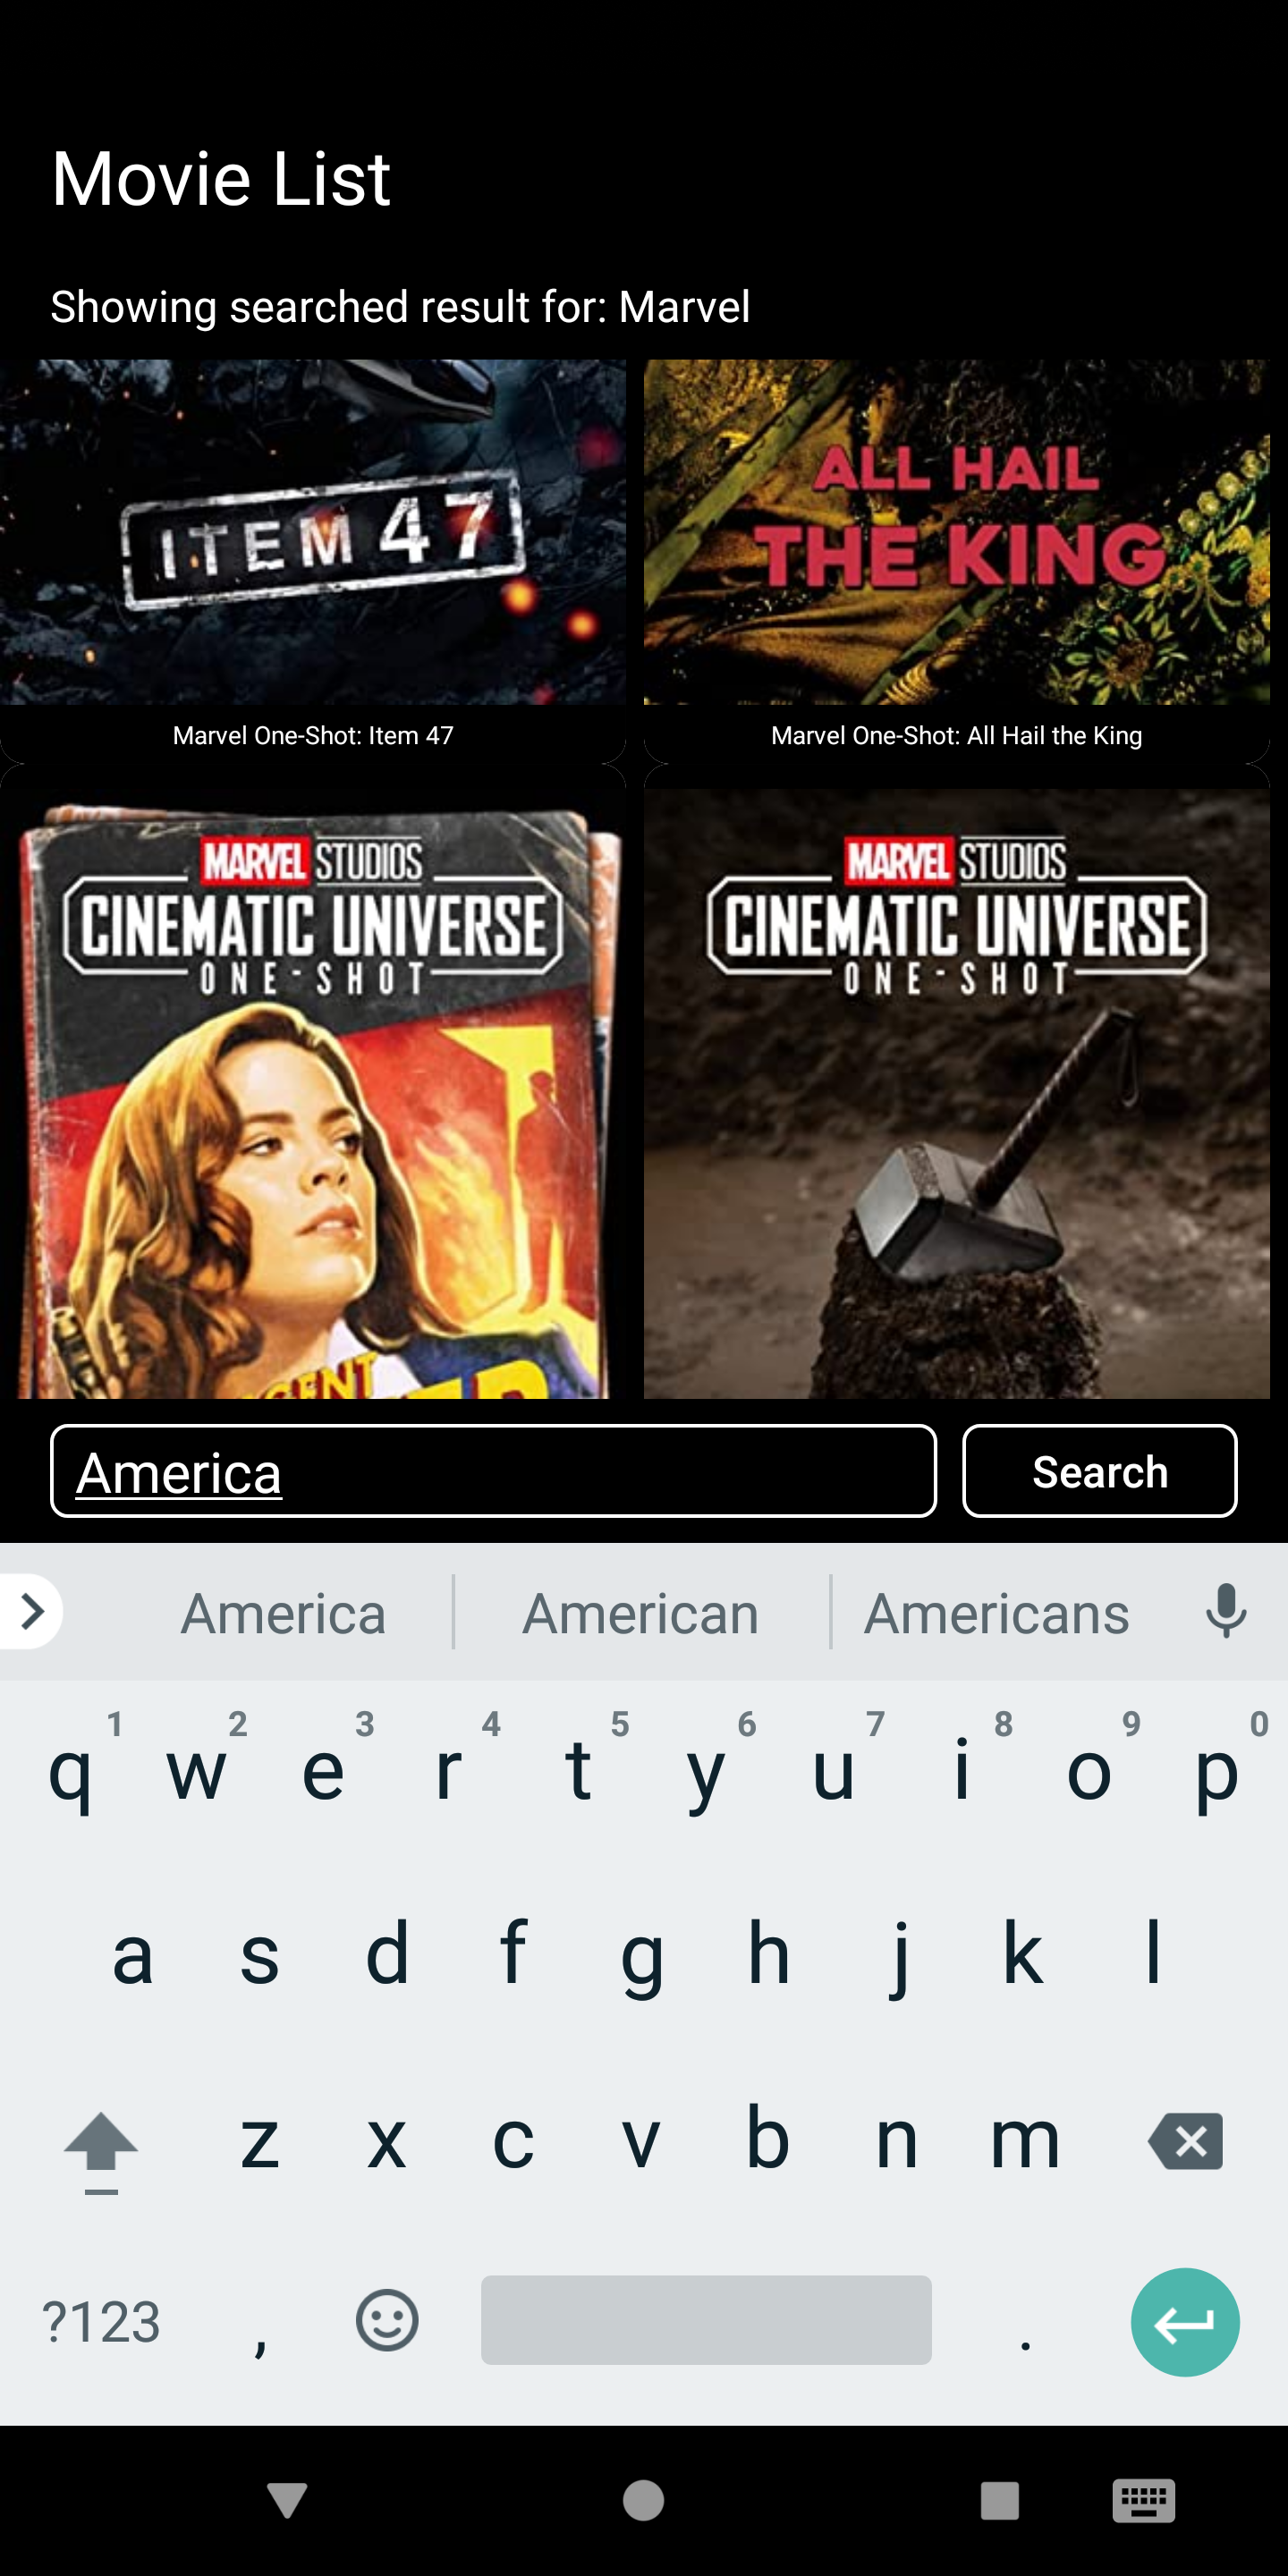 Movie List
Showing searched result for: Marvel
ITEM 47
ALL HAIL
THE KING
Marvel One-Shot: Item 47
Marvel One-Shot: All Hail the King
MARVEL STUDIOS
CINEMATIC UNIVERSE
ONE-SHOT
MARVEL STUDIOS
CINEMATIC UNIVERSE
ONE-SHOT
America
Search
America American Americans
1 2 3 4 5 6 7 8 9 0
q w e r t y u i o p
a s d f g h j k l
z x c v b n m
?123 , .